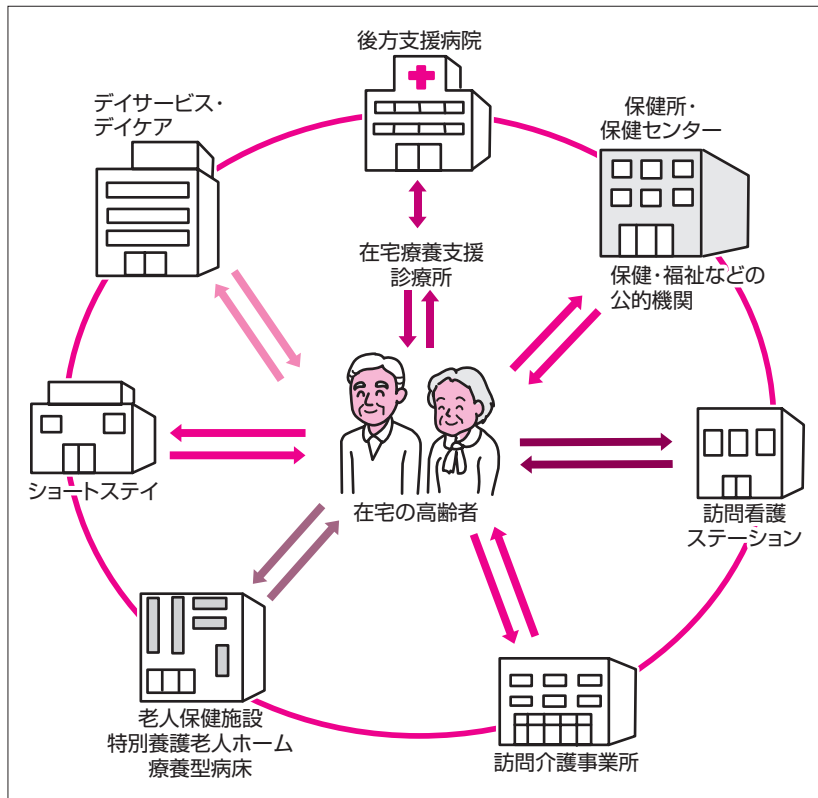 後方支援病院
デイサービス・
デイケア
保健所・
保健センター
在宅療養支援
診療所
保健・福祉などの
公的機関
ショートステイ
在宅の高齢者
訪問看護
ステーション
老人保健施設
特別養護老人ホーム
療養型病床
訪問介護事業所